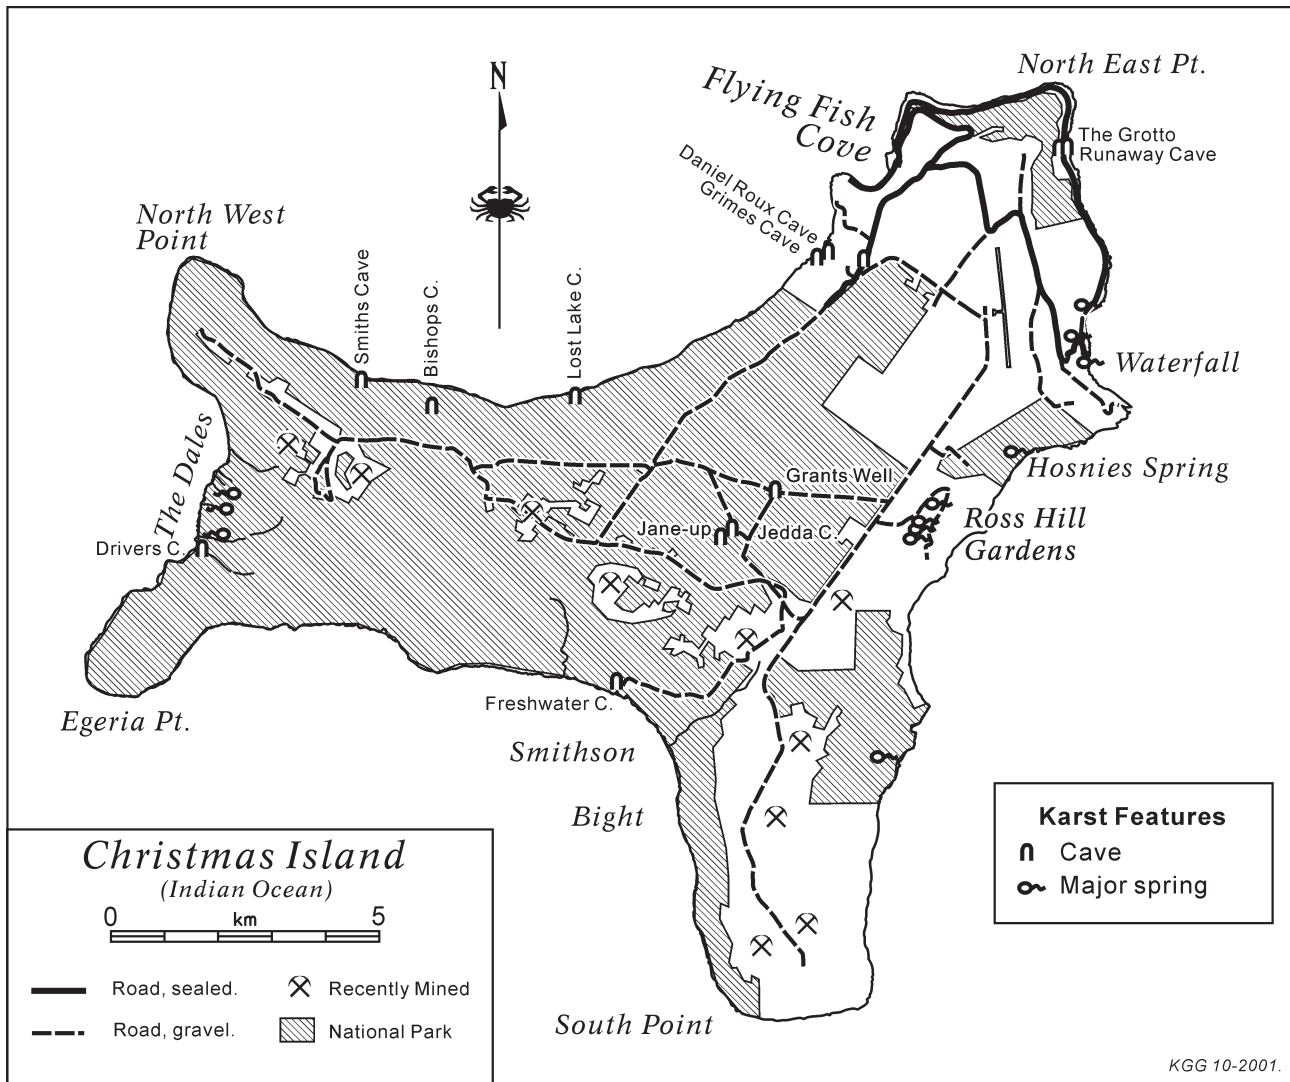 N
North East Pt.
Flying Fish
Cove
The Grotto
Runaway Cave
Daniel Roux Cave
Grimes Cave
North West
Point
Smiths Cave
Bishops C.
Lost Lake C.
Waterfall
The Dales
Grants Well
Hosnies Spring
Jane-up
Jedda C.
Ross Hill
Gardens
Drivers C.
Freshwater C.
Egeria Pt.
Smithson
Bight
South Point
Karst Features
Cave
Major spring
Christmas Island
(Indian Ocean)
0 km 5
Road, sealed.
Recently Mined
Road, gravel.
National Park
KGG 10-2001.